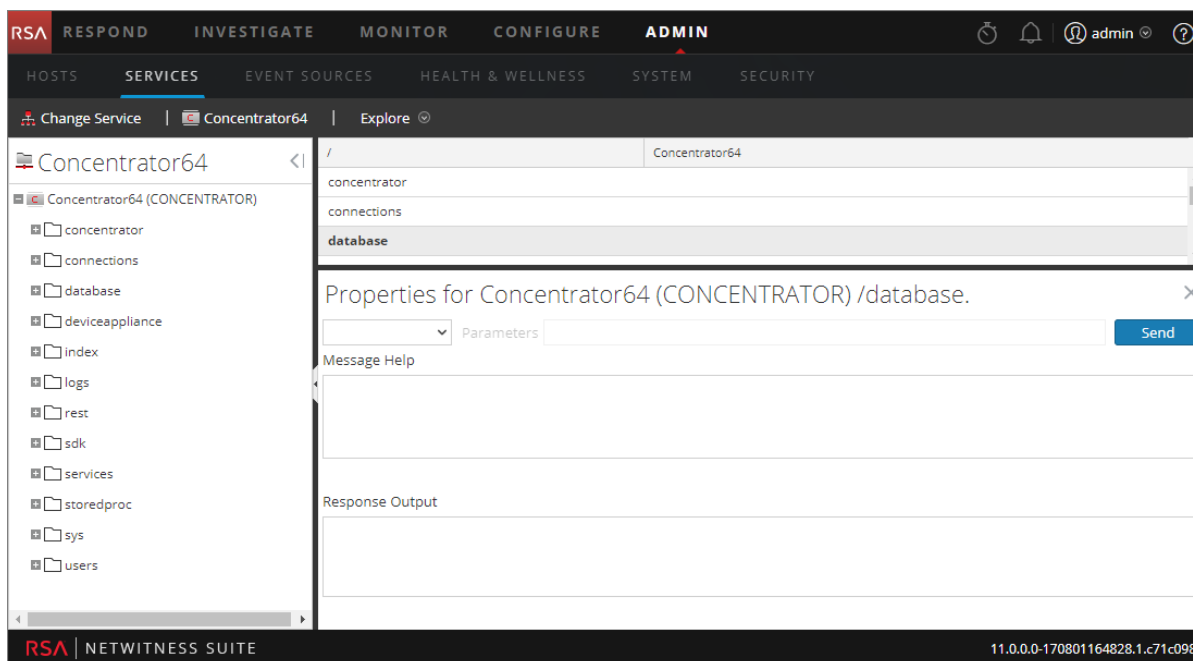 RSA RESPOND INVESTIGATE MONITOR CONFIGURE ADMIN admin ?
HOSTS SERVICES EVENT SOURCES HEALTH & WELLNESS SYSTEM SECURITY
Change Service | C Concentrator64 | Explore
Concentrator64
C Concentrator64 (CONCENTRATOR)
concentrator
connections
database
deviceappliance
index
logs
rest
sdk
services
storedproc
sys
users
/ Concentrator64
concentrator
connections
database
Properties for Concentrator64 (CONCENTRATOR) /database.
Parameters Send
Message Help
Response Output
RSA | NETWITNESS SUITE 11.0.0.0-170801164828.1.c71c098